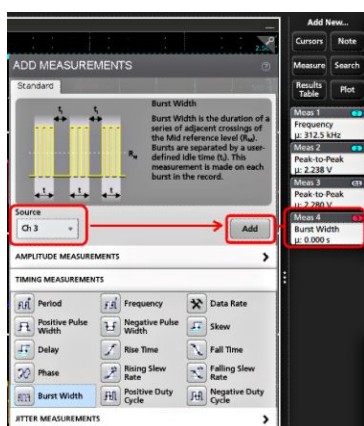 Add New...
Cursors
Note
Measure
Search
Results
Table
Plot
ADD MEASUREMENTS
Standard
Burst Width
Burst Width is the duration of a
series of adjacent crossings of
the Mid reference level (RM).
Bursts are separated by a user-
defined idle time (tI). This
measurement is made on each
burst in the record.
tI
tI
RM
t
t
t
Source
Ch 3
Add
AMPLITUDE MEASUREMENTS
TIMING MEASUREMENTS
Period
Frequency
Data Rate
Positive Pulse
Width
Negative Pulse
Width
Skew
Delay
Rise Time
Fall Time
Phase
Rising Slew
Rate
Falling Slew
Rate
Burst Width
Positive Duty
Cycle
Negative Duty
Cycle
JITTER MEASUREMENTS
Meas 1
Frequency
μ: 312.5 kHz
Meas 2
Peak-to-Peak
μ: 2.238 V
Meas 3
Peak-to-Peak
μ: 2.280 V
Meas 4
Burst Width
μ: 0.000 s